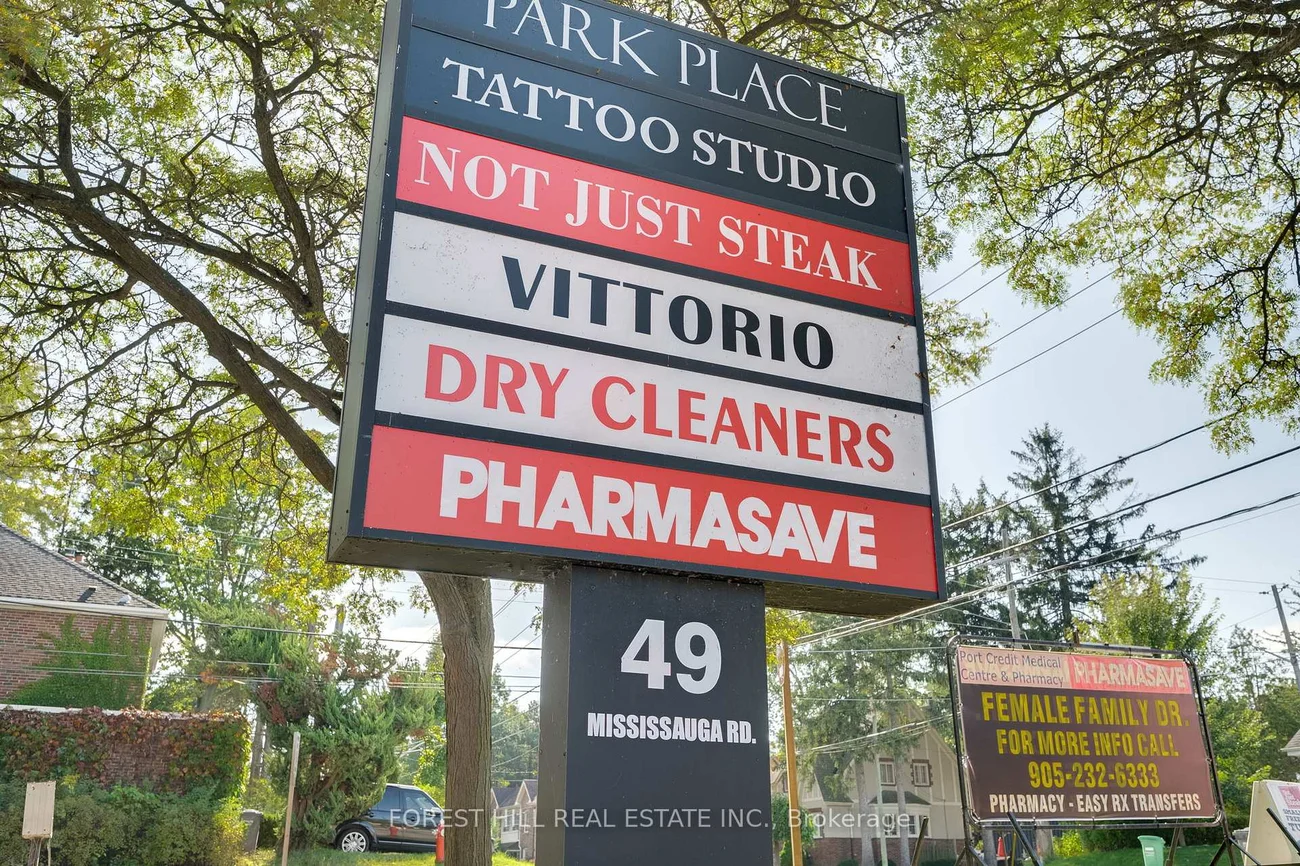 PARK PLACE
TATTOO STUDIO
NOT JUST STEAK
VITTORIO
DRY CLEANERS
PHARMASAVE
49
MISSISSAUGA RD.
Port Credit Medical
Centre & Pharmacy
PHARMASAVE
FEMALE FAMILY DR.
FOR MORE INFO CALL
905-232-6333
PHARMACY - EASY RX TRANSFERS
FOREST HILL REAL ESTATE INC., Brokerage